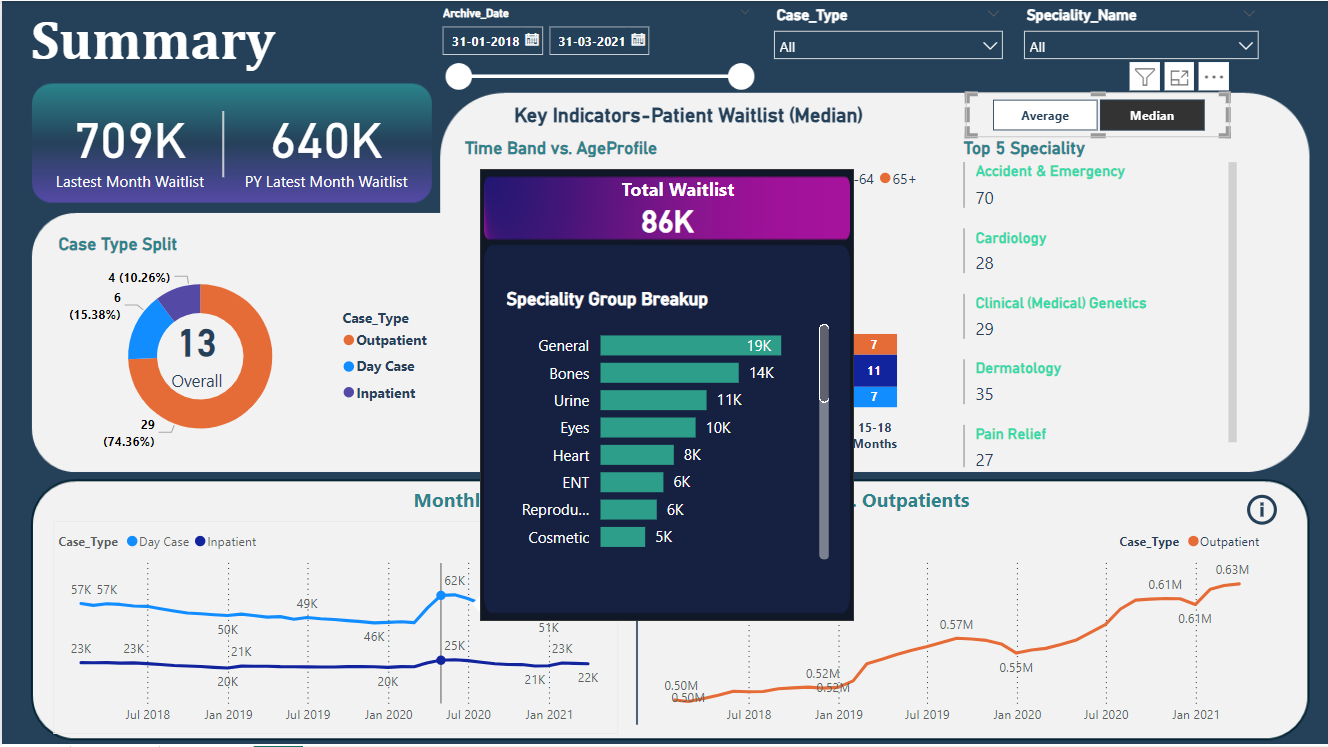 Summary
Archive_Date
31-01-2018
31-03-2021
Case_Type
All
Speciality_Name
All
709K
Lastest Month Waitlist
640K
PY Latest Month Waitlist
Key Indicators-Patient Waitlist (Median)
Average
Median
Time Band vs. AgeProfile
-64
65+
Top 5 Speciality
Accident & Emergency
70
Cardiology
28
Clinical (Medical) Genetics
29
Dermatology
35
Pain Relief
27
7
11
7
15-18
Months
Case Type Split
4 (10.26%)
6
(15.38%)
13
Overall
29
(74.36%)
Case_Type
Outpatient
Day Case
Inpatient
Total Waitlist
86K
Speciality Group Breakup
General 19K
Bones 14K
Urine 11K
Eyes 10K
Heart 8K
ENT 6K
Reprodu... 6K
Cosmetic 5K
Monthl
. Outpatients
Case_Type Day Case Inpatient
57K 57K
50K
49K
46K
62K
51K
23K
23K
20K
21K
20K
25K
21K
23K
22K
Jul 2018 Jan 2019 Jul 2019 Jan 2020 Jul 2020 Jan 2021
Case_Type Outpatient
0.50M
0.50M
0.52M
0.52M
0.57M
0.55M
0.61M
0.61M
0.63M
Jul 2018 Jan 2019 Jul 2019 Jan 2020 Jul 2020 Jan 2021